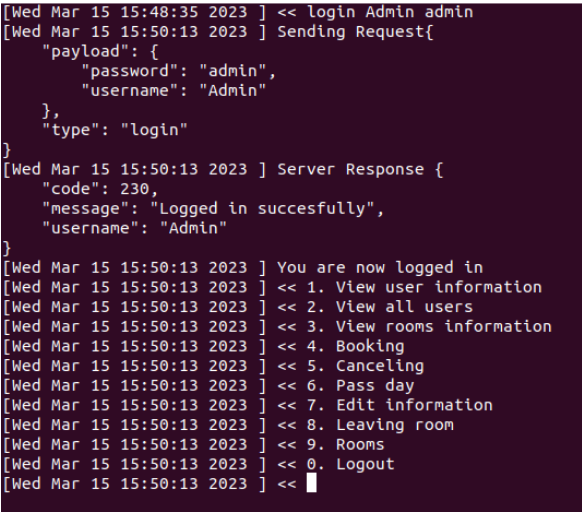 [Wed Mar 15 15:48:35 2023 ] << login Admin admin
[Wed Mar 15 15:50:13 2023 ] Sending Request{
    "payload": {
        "password": "admin",
        "username": "Admin"
    },
    "type": "login"
}
[Wed Mar 15 15:50:13 2023 ] Server Response {
    "code": 230,
    "message": "Logged in succesfully",
    "username": "Admin"
}
[Wed Mar 15 15:50:13 2023 ] You are now logged in
[Wed Mar 15 15:50:13 2023 ] << 1. View user information
[Wed Mar 15 15:50:13 2023 ] << 2. View all users
[Wed Mar 15 15:50:13 2023 ] << 3. View rooms information
[Wed Mar 15 15:50:13 2023 ] << 4. Booking
[Wed Mar 15 15:50:13 2023 ] << 5. Canceling
[Wed Mar 15 15:50:13 2023 ] << 6. Pass day
[Wed Mar 15 15:50:13 2023 ] << 7. Edit information
[Wed Mar 15 15:50:13 2023 ] << 8. Leaving room
[Wed Mar 15 15:50:13 2023 ] << 9. Rooms
[Wed Mar 15 15:50:13 2023 ] << 0. Logout
[Wed Mar 15 15:50:13 2023 ] <<